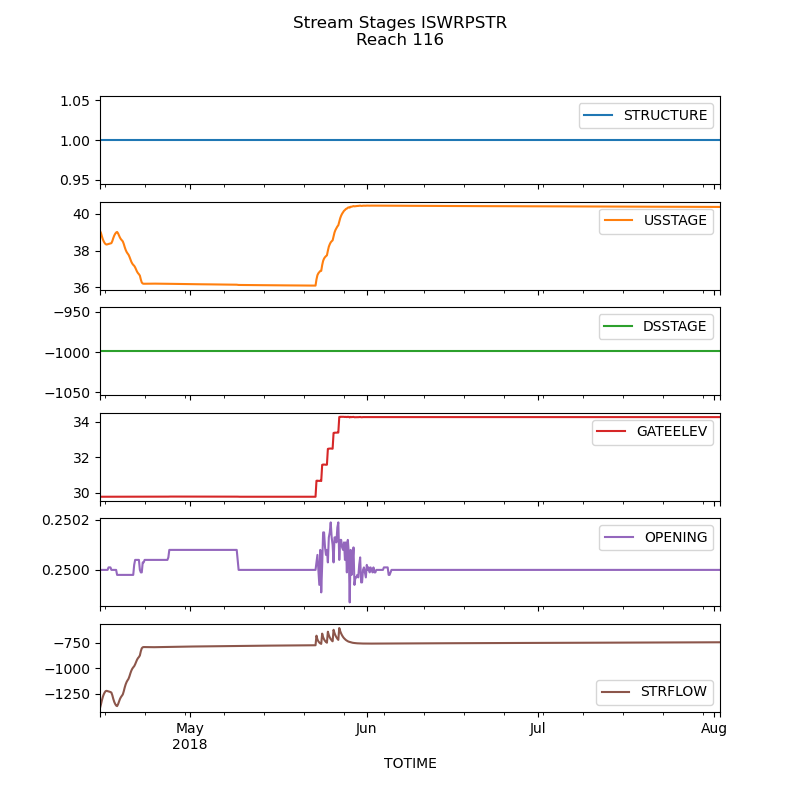 Stream Stages ISWRPSTR
Reach 116
1.05
1.00
0.95
STRUCTURE
40
38
36
USSTAGE
−950
−1000
−1050
DSSTAGE
34
32
30
GATEELEV
0.2502
0.2500
OPENING
−750
−1000
−1250
STRFLOW
May
2018
Jun
Jul
Aug
TOTIME